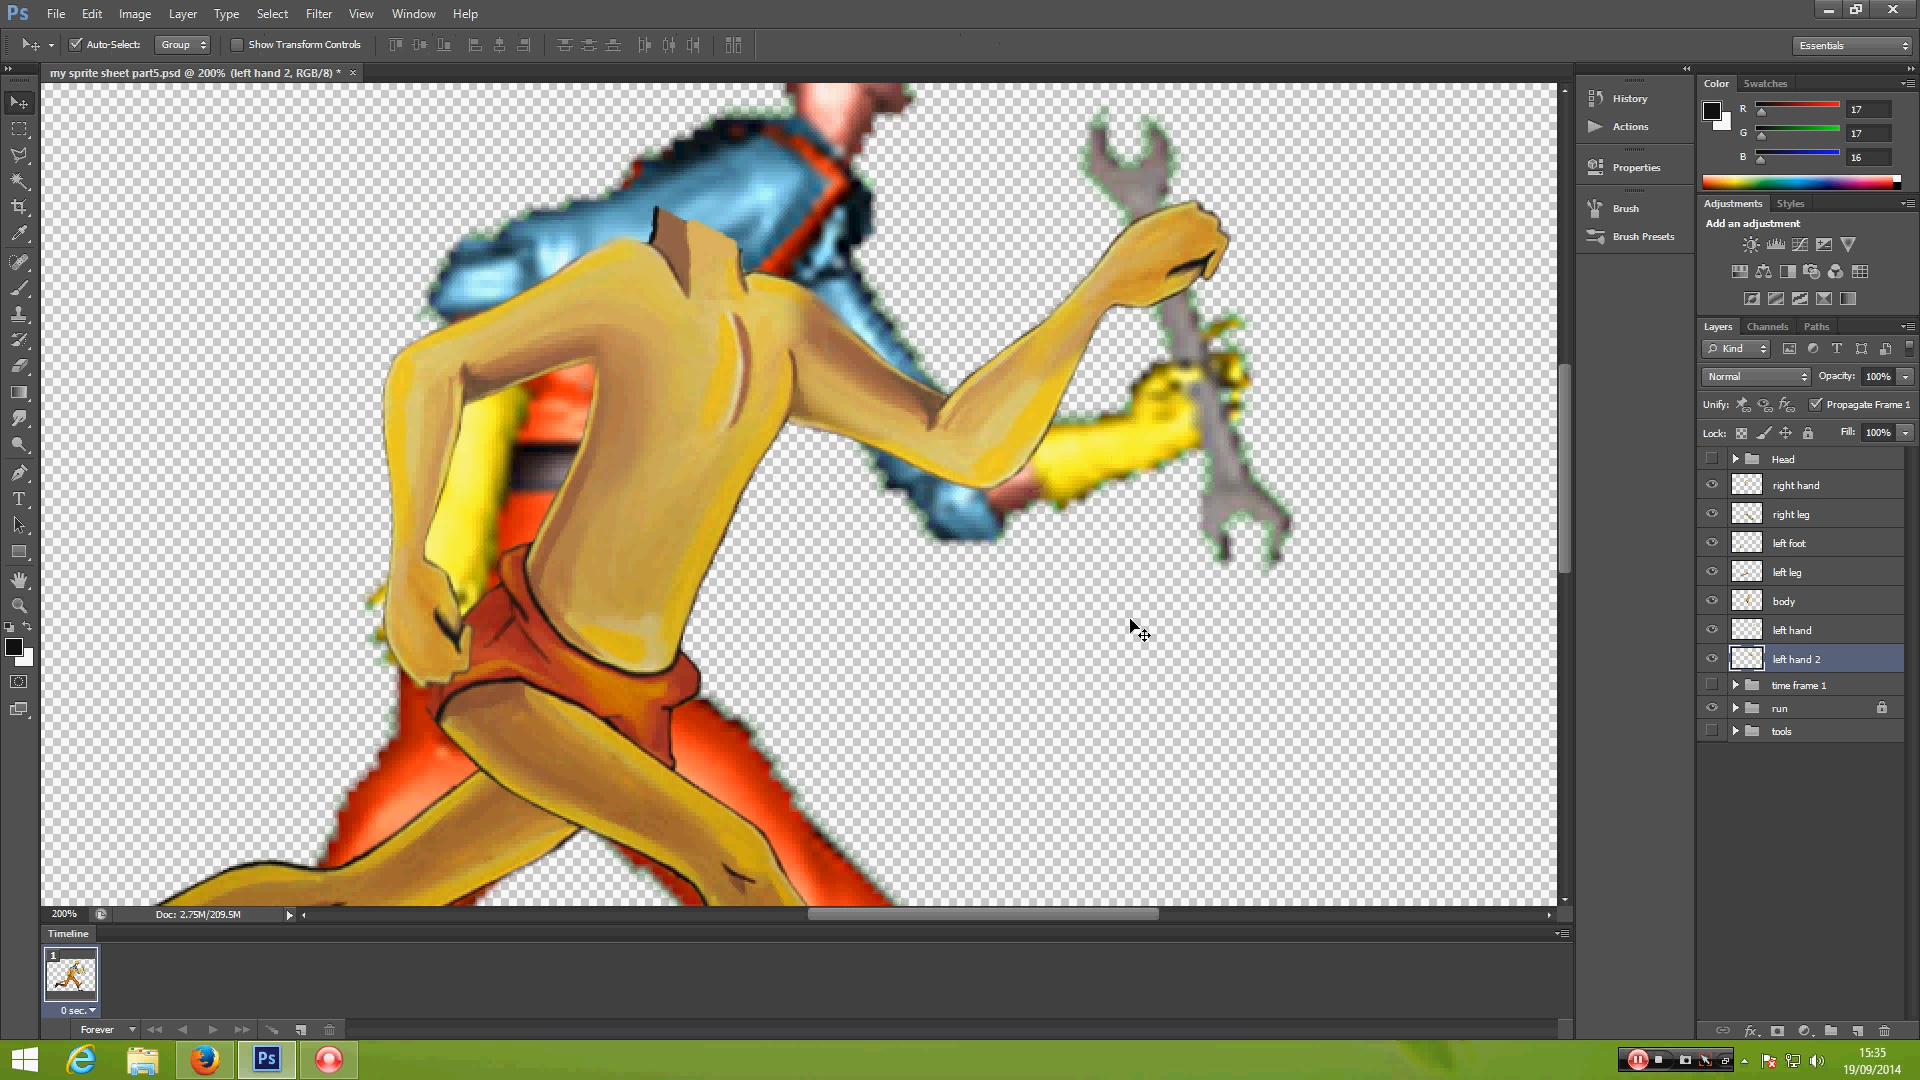 Ps File Edit Image Layer Type Select Filter View Window Help
Auto-Select: Group Show Transform Controls Essentials
my sprite sheet part5.psd @ 200% (left hand 2, RGB/8) * ×
History
Actions
Properties
Brush
Brush Presets
Color Swatches
R 17
G 17
B 16
Adjustments Styles
Add an adjustment
Layers Channels Paths
Kind
Normal Opacity: 100%
Unify: Propagate Frame 1
Lock: Fill: 100%
Head
right hand
right leg
left foot
left leg
body
left hand
left hand 2
time frame 1
run
tools
200% Doc: 2.75M/209.5M
Timeline
1
0 sec.
Forever
Ps
15:35
19/09/2014